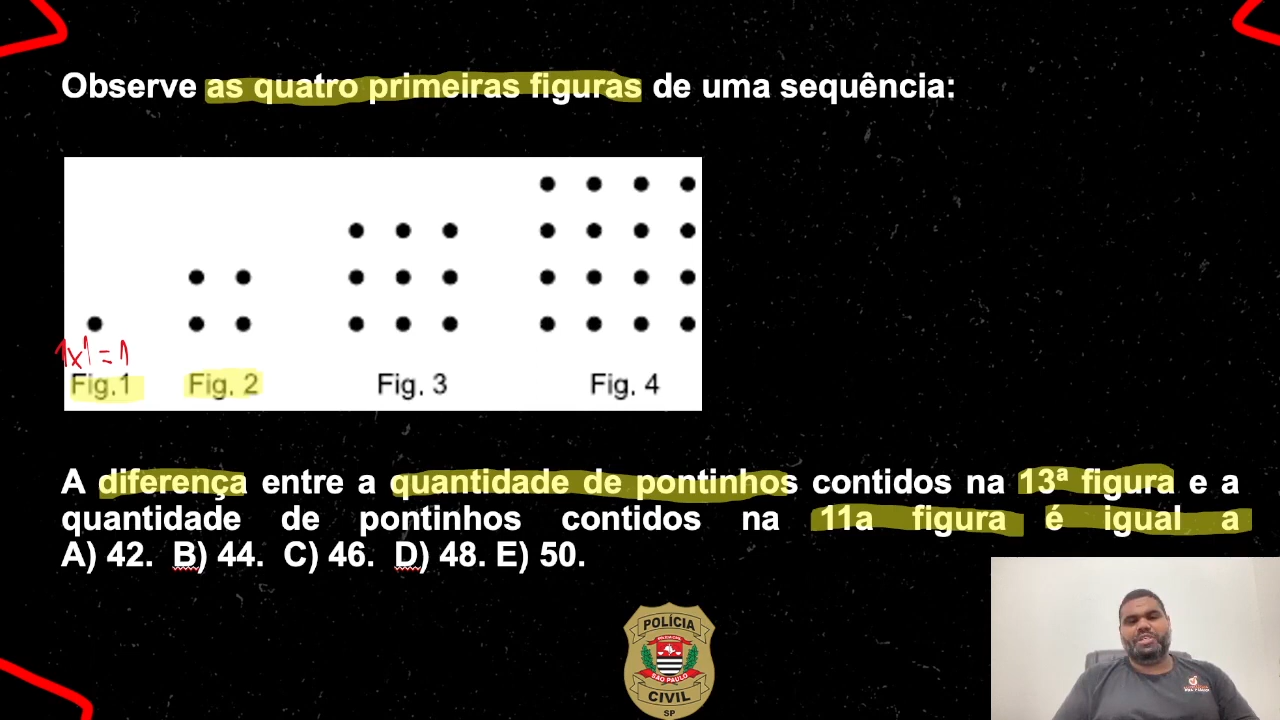 Observe as quatro primeiras figuras de uma sequência:
1x1=1
Fig.1 Fig. 2 Fig. 3 Fig. 4
A diferença entre a quantidade de pontinhos contidos na 13ª figura e a
quantidade de pontinhos contidos na 11a figura é igual a
A) 42. B) 44. C) 46. D) 48. E) 50.
POLÍCIA
SÃO PAULO
CIVIL
SP